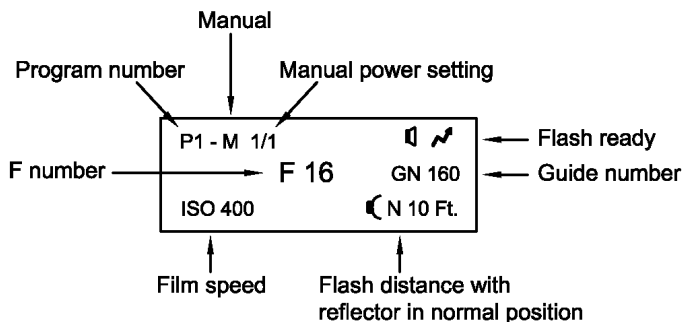 Manual
Program number
Manual power setting
P1 - M 1/1
Flash ready
F number
F 16
GN 160
Guide number
ISO 400
N 10 Ft.
Film speed
Flash distance with
reflector in normal position